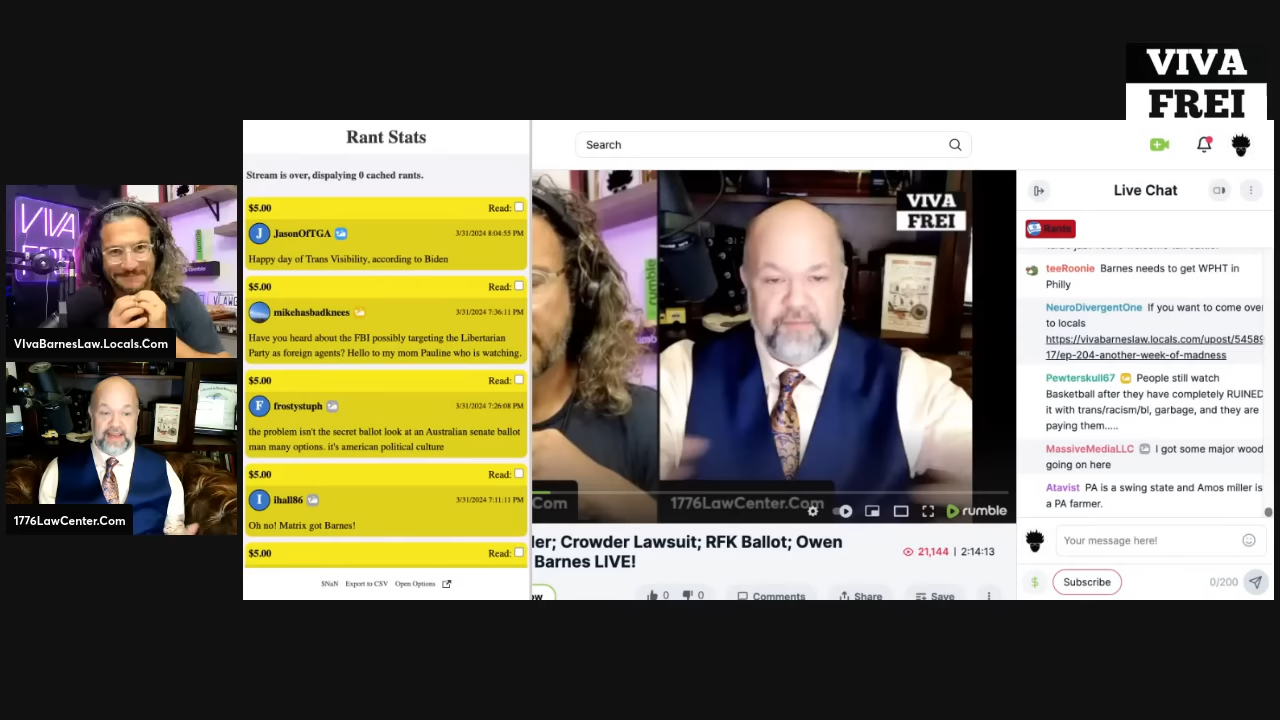 VIVA
FREI
VIvaBarnesLaw.Locals.Com
1776LawCenter.Com
Rant Stats
Stream is over, dispalying 0 cached rants.
$5.00 Read:
J JasonOfTGA 3/31/2024 8:04:55 PM
Happy day of Trans Visibility, according to Biden
$5.00 Read:
mikehasbadknees 3/31/2024 7:36:11 PM
Have you heard about the FBI possibly targeting the Libertarian
Party as foreign agents? Hello to my mom Pauline who is watching.
$5.00 Read:
F frostystuph 3/31/2024 7:26:08 PM
the problem isn't the secret ballot look at an Australian senate ballot
man many options. it's american political culture
$5.00 Read:
I ihall86 3/31/2024 7:11:11 PM
Oh no! Matrix got Barnes!
$5.00 Read:
$NaN Export to CSV Open Options
Search
VIVA
FREI
Com
1776LawCenter.Com
rumble
ler; Crowder Lawsuit; RFK Ballot; Owen
Barnes LIVE!
21,144 | 2:14:13
ow 0 0 Comments Share Save
Live Chat
Rants
teeRoonie Barnes needs to get WPHT in
Philly
NeuroDivergentOne If you want to come over
to locals
https://vivabarneslaw.locals.com/upost/54589
17/ep-204-another-week-of-madness
Pewterskull67 People still watch
Basketball after they have completely RUINED
it with trans/racism/bl, garbage, and they are
paying them.....
MassiveMediaLLC I got some major wood
going on here
Atavist PA is a swing state and Amos miller is
a PA farmer.
Your message here!
$ Subscribe 0/200
VIVA